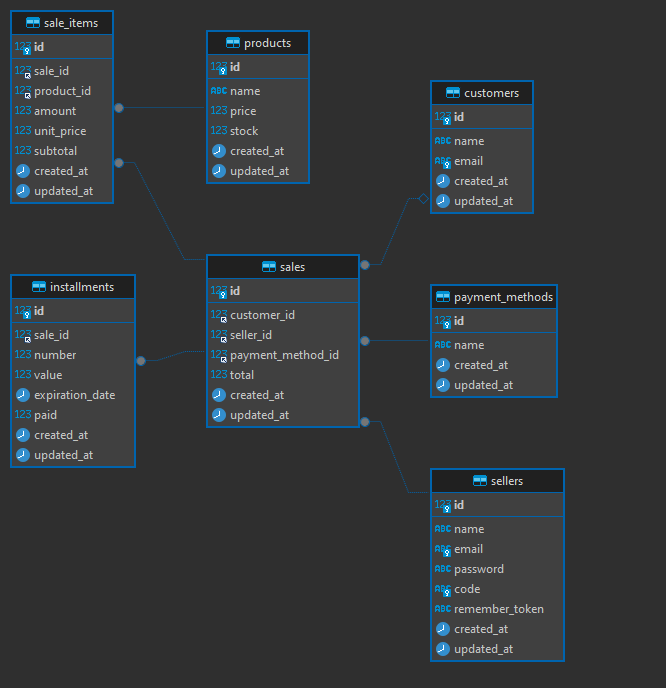 sale_items
123 id
123 sale_id
123 product_id
123 amount
123 unit_price
123 subtotal
created_at
updated_at
products
123 id
ABC name
123 price
123 stock
created_at
updated_at
customers
123 id
ABC name
ABC email
created_at
updated_at
sales
123 id
123 customer_id
123 seller_id
123 payment_method_id
123 total
created_at
updated_at
installments
123 id
123 sale_id
123 number
123 value
expiration_date
123 paid
created_at
updated_at
payment_methods
123 id
ABC name
created_at
updated_at
sellers
123 id
ABC name
ABC email
ABC password
ABC code
ABC remember_token
created_at
updated_at